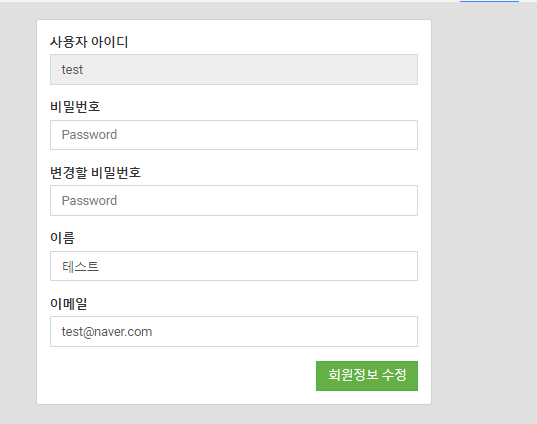 사용자 아이디
test
비밀번호
Password
변경할 비밀번호
Password
이름
테스트
이메일
test@naver.com
회원정보 수정